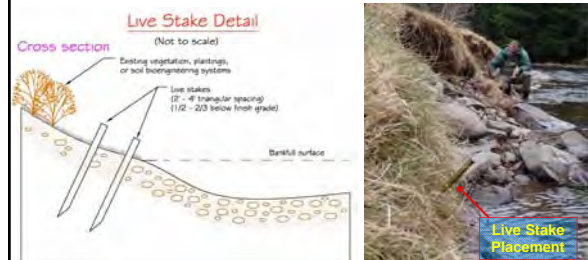 Live Stake Detail
(Not to scale)
Cross section
Existing vegetation, plantings,
or soil bioengineering systems
Live stakes
(2' - 4' triangular spacing)
(1/2 - 2/3 below finish grade)
Bankfull surface
Live Stake
Placement